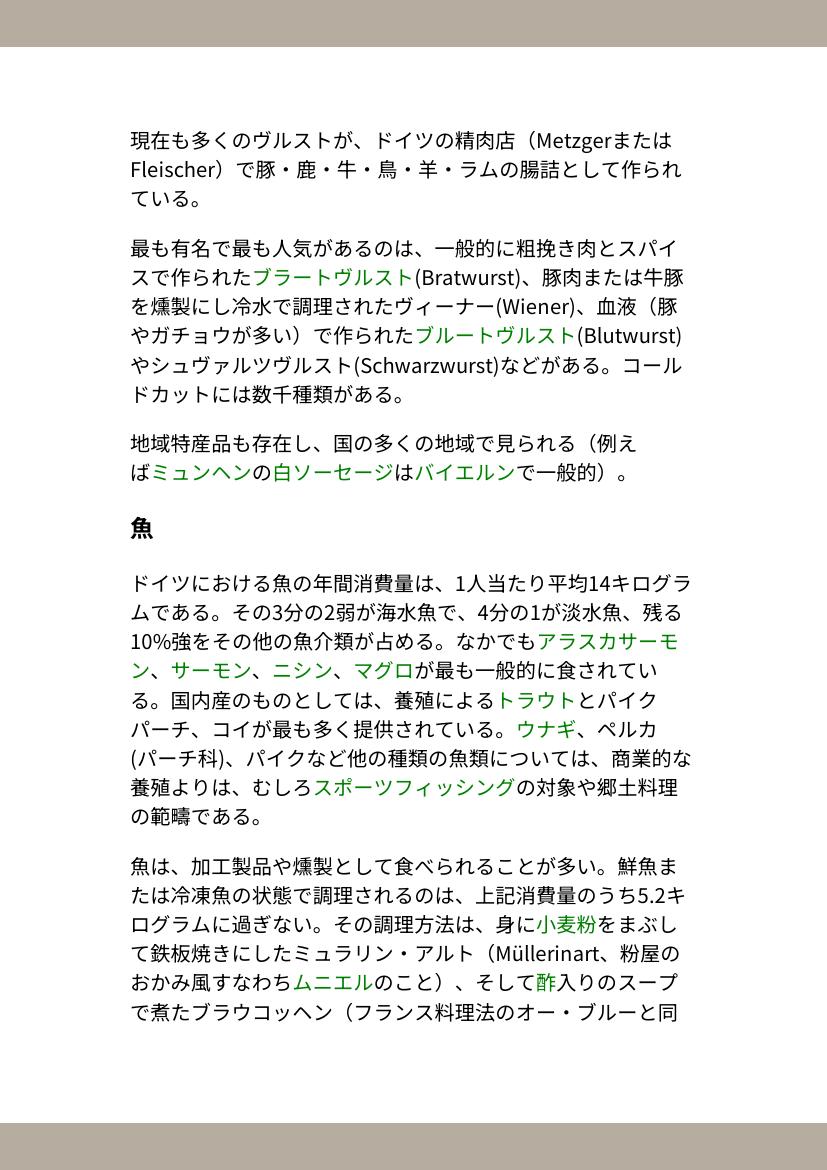 現在も多くのヴルストが、ドイツの精肉店（Metzgerまたは
Fleischer）で豚・鹿・牛・鳥・羊・ラムの腸詰として作られ
ている。
最も有名で最も人気があるのは、一般的に粗挽き肉とスパイ
スで作られたブラートヴルスト(Bratwurst)、豚肉または牛豚
を燻製にし冷水で調理されたヴィーナー(Wiener)、血液（豚
やガチョウが多い）で作られたブルートヴルスト(Blutwurst)
やシュヴァルツヴルスト(Schwarzwurst)などがある。コール
ドカットには数千種類がある。
地域特産品も存在し、国の多くの地域で見られる（例え
ばミュンヘンの白ソーセージはバイエルンで一般的）。
魚
ドイツにおける魚の年間消費量は、1人当たり平均14キログラ
ムである。その3分の2弱が海水魚で、4分の1が淡水魚、残る
10%強をその他の魚介類が占める。なかでもアラスカサーモ
ン、サーモン、ニシン、マグロが最も一般的に食されてい
る。国内産のものとしては、養殖によるトラウトとパイク
パーチ、コイが最も多く提供されている。ウナギ、ペルカ
(パーチ科)、パイクなど他の種類の魚類については、商業的な
養殖よりは、むしろスポーツフィッシングの対象や郷土料理
の範疇である。
魚は、加工製品や燻製として食べられることが多い。鮮魚ま
たは冷凍魚の状態で調理されるのは、上記消費量のうち5.2キ
ログラムに過ぎない。その調理方法は、身に小麦粉をまぶし
て鉄板焼きにしたミュラリン・アルト（Müllerinart、粉屋の
おかみ風すなわちムニエルのこと）、そして酢入りのスープ
で煮たブラウコッヘン（フランス料理法のオー・ブルーと同